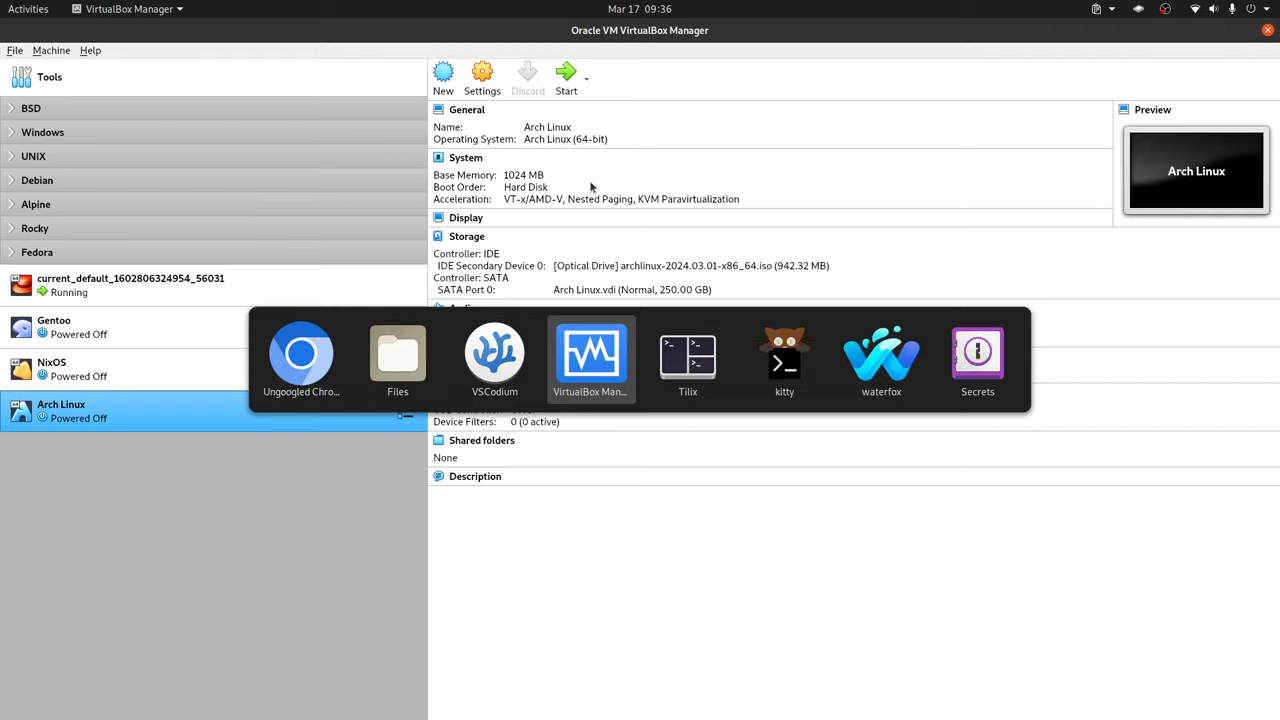 Activities
VirtualBox Manager
Mar 17 09:36
Oracle VM VirtualBox Manager
File Machine Help
Tools
BSD
Windows
UNIX
Debian
Alpine
Rocky
Fedora
current_default_1602806324954_56031
Running
Gentoo
Powered Off
NixOS
Powered Off
Arch Linux
Powered Off
New Settings Discard Start
General
Name: Arch Linux
Operating System: Arch Linux (64-bit)
System
Base Memory: 1024 MB
Boot Order: Hard Disk
Acceleration: VT-x/AMD-V, Nested Paging, KVM Paravirtualization
Display
Storage
Controller: IDE
IDE Secondary Device 0: [Optical Drive] archlinux-2024.03.01-x86_64.iso (942.32 MB)
Controller: SATA
SATA Port 0: Arch Linux.vdi (Normal, 250.00 GB)
Device Filters: 0 (0 active)
Shared folders
None
Description
Preview
Arch Linux
Ungoogled Chro... Files VSCodium VirtualBox Man... Tilix kitty waterfox Secrets